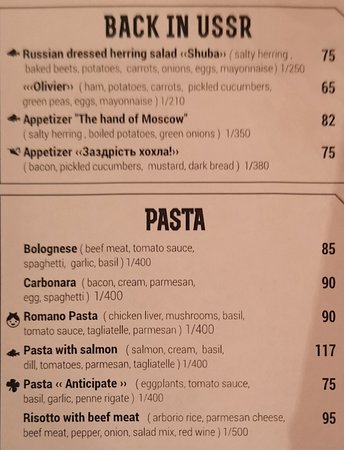 BACK IN USSR
Russian dressed herring salad «Shuba» ( salty herring , 75
baked beets, potatoes, carrots, onions, eggs, mayonnaise ) 1/250
‹‹‹Olivier›› ( ham, potatoes, carrots, pickled cucumbers, 65
green peas, eggs, mayonnaise ) 1/210
Appetizer "The hand of Moscow" 82
( salty herring , boiled potatoes, green onions ) 1/350
Appetizer ‹‹Заздрість хохла!›› 75
( bacon, pickled cucumbers, mustard, dark bread ) 1/380
PASTA
Bolognese ( beef meat, tomato sauce, 85
spaghetti, garlic, basil ) 1/400
Carbonara ( bacon, cream, parmesan, 90
egg, spaghetti ) 1/400
Romano Pasta ( chicken liver, mushrooms, basil, 90
tomato sauce, tagliatelle, parmesan ) 1/400
Pasta with salmon ( salmon, cream, basil, 117
dill, tomatoes, parmesan, tagliatelle ) 1/400
Pasta ‹‹ Anticipate ›› ( eggplants, tomato sauce, 75
basil, garlic, penne rigate ) 1/400
Risotto with beef meat ( arborio rice, parmesan cheese, 95
beef meat, pepper, onion, salad mix, red wine ) 1/500